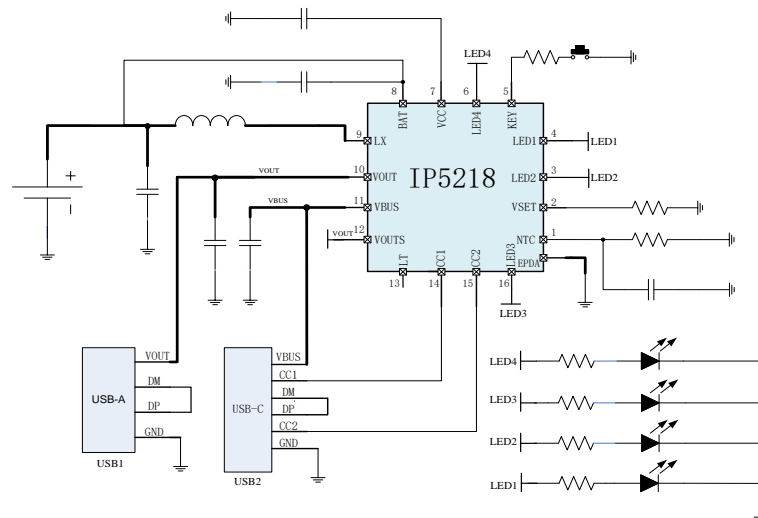 LED4
8
7
6
5
BAT
VCC
LED4
KEY
9
LX
LED1
4
LED1
+
VOUT
10
VOUT
IP5218
LED2
3
LED2
VBUS
11
VBUS
VSET
2
VOUT
12
VOUTS
NTC
1
LT
CC1
CC2
LED3
EPDA
13
14
15
16
LED3
VOUT
VBUS
CC1
LED4
USB-A
DM
DM
DP
USB-C
DP
LED3
GND
CC2
GND
LED2
USB1
USB2
LED1